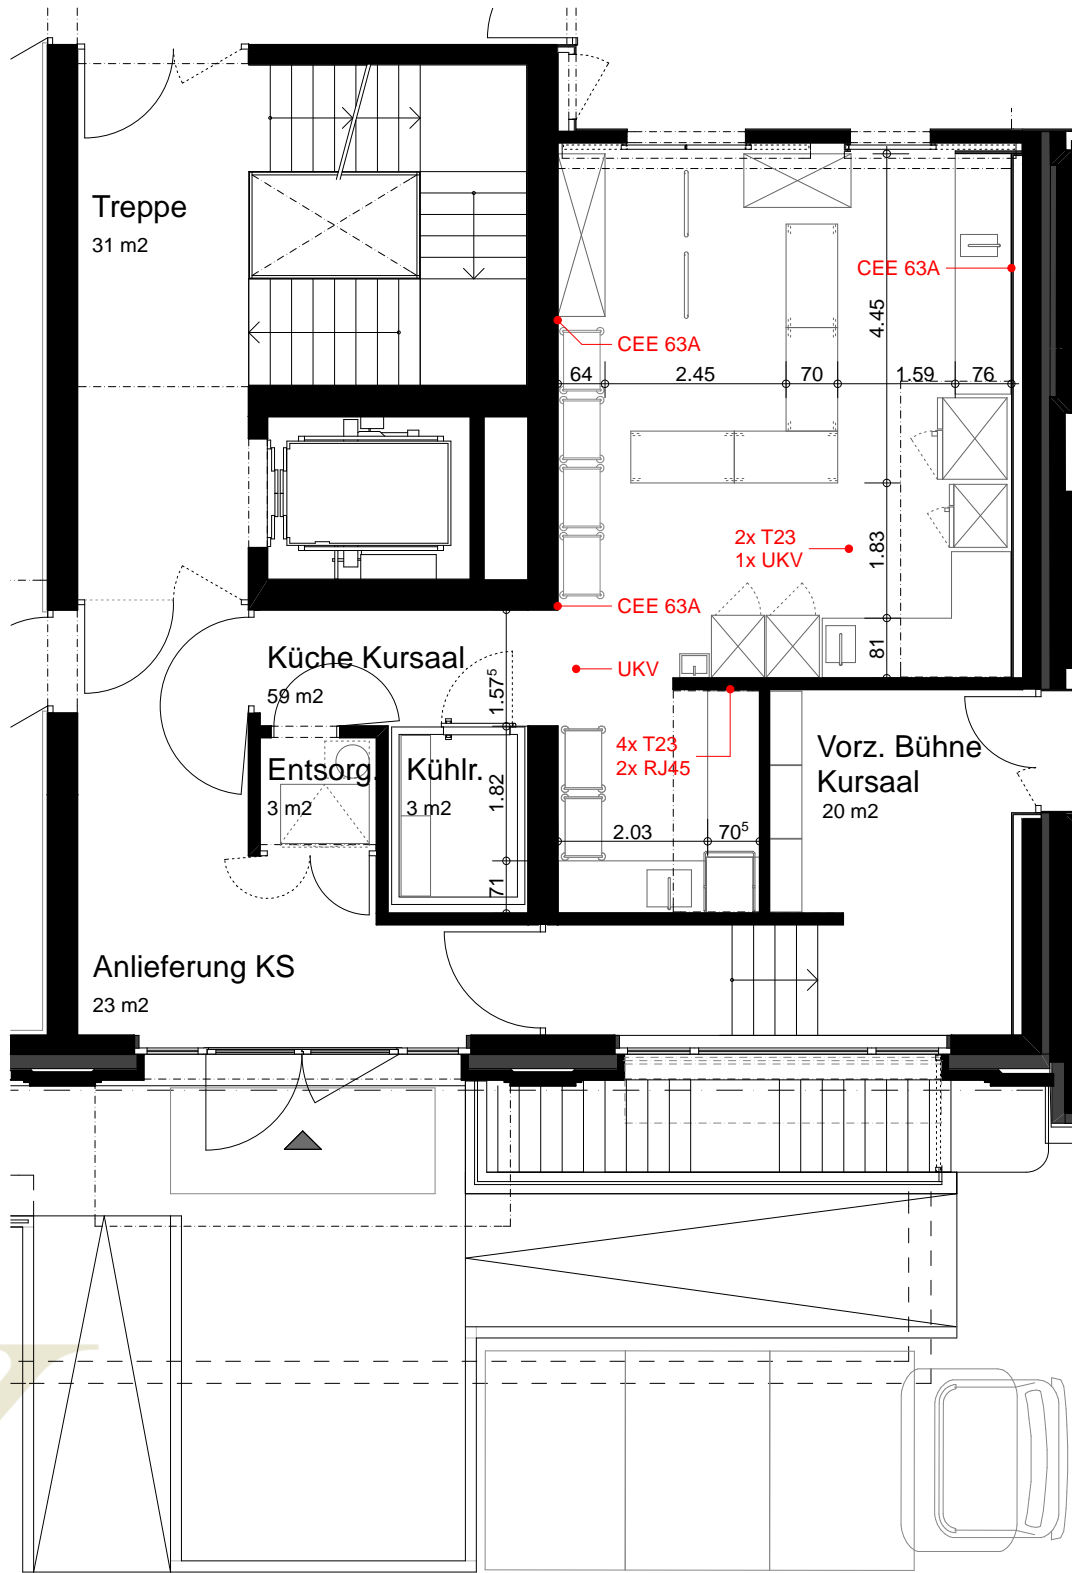 Treppe
31 m2
CEE 63A
4.45
CEE 63A
64
2.45
70
1.59
76
2x T23
1x UKV
1.83
CEE 63A
Küche Kursaal
59 m2
1.57⁵
UKV
81
4x T23
2x RJ45
Vorz. Bühne
Kursaal
20 m2
Entsorg.
3 m2
Kühlr.
3 m2
1.82
2.03
70⁵
71
Anlieferung KS
23 m2